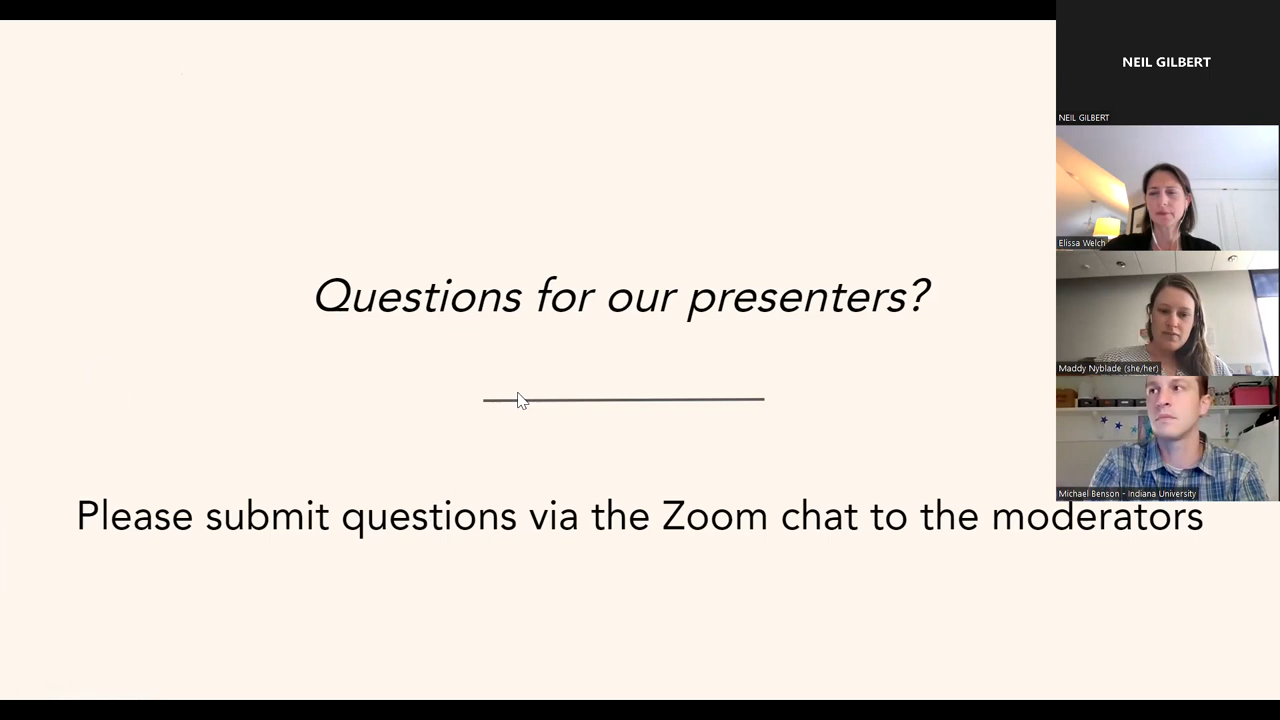 NEIL GILBERT
NEIL GILBERT
Elissa Welch
Maddy Nyblade (she/her)
Michael Benson - Indiana University
Questions for our presenters?
Please submit questions via the Zoom chat to the moderators